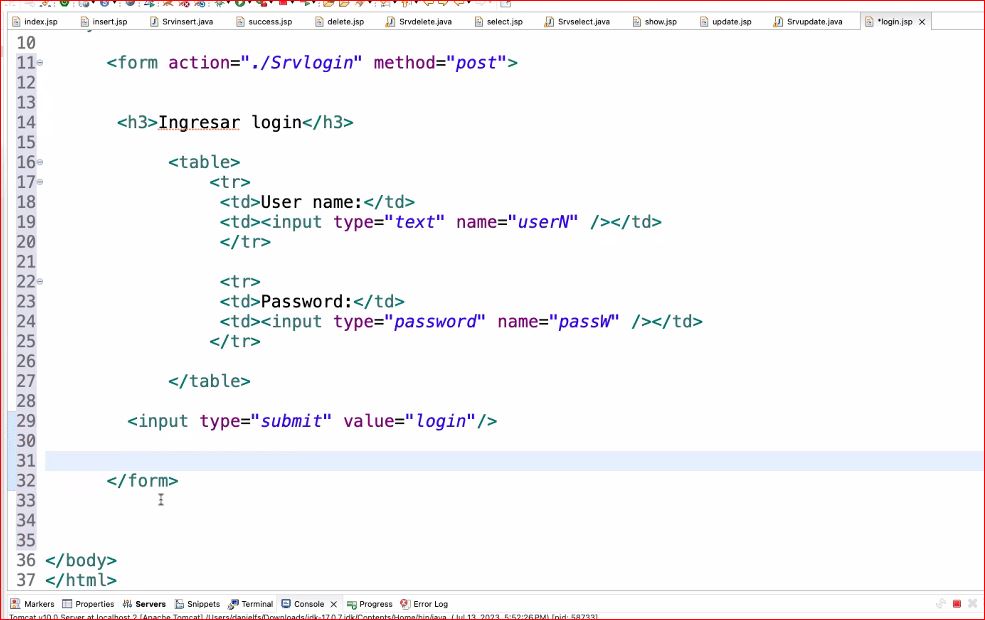 index.jsp insert.jsp Srvinsert.java success.jsp delete.jsp Srvdelete.java select.jsp Srvselect.java show.jsp update.jsp Srvupdate.java *login.jsp
10
11 <form action="./Srvlogin" method="post">
12
13
14 <h3>Ingresar login</h3>
15
16 <table>
17 <tr>
18 <td>User name:</td>
19 <td><input type="text" name="userN" /></td>
20 </tr>
21
22 <tr>
23 <td>Password:</td>
24 <td><input type="password" name="passW" /></td>
25 </tr>
26
27 </table>
28
29 <input type="submit" value="login"/>
30
31
32 </form>
33
34
35
36 </body>
37 </html>
Markers Properties Servers Snippets Terminal Console Progress Error Log
Tomcat v10.0 Server at localhost 2 [Apache Tomcat] /Users/danielfs/Downloads/jdk-17.0.7.jdk/Contents/Home/bin/java (Jul 13, 2023, 5:52:26 PM) [pid: 58733]